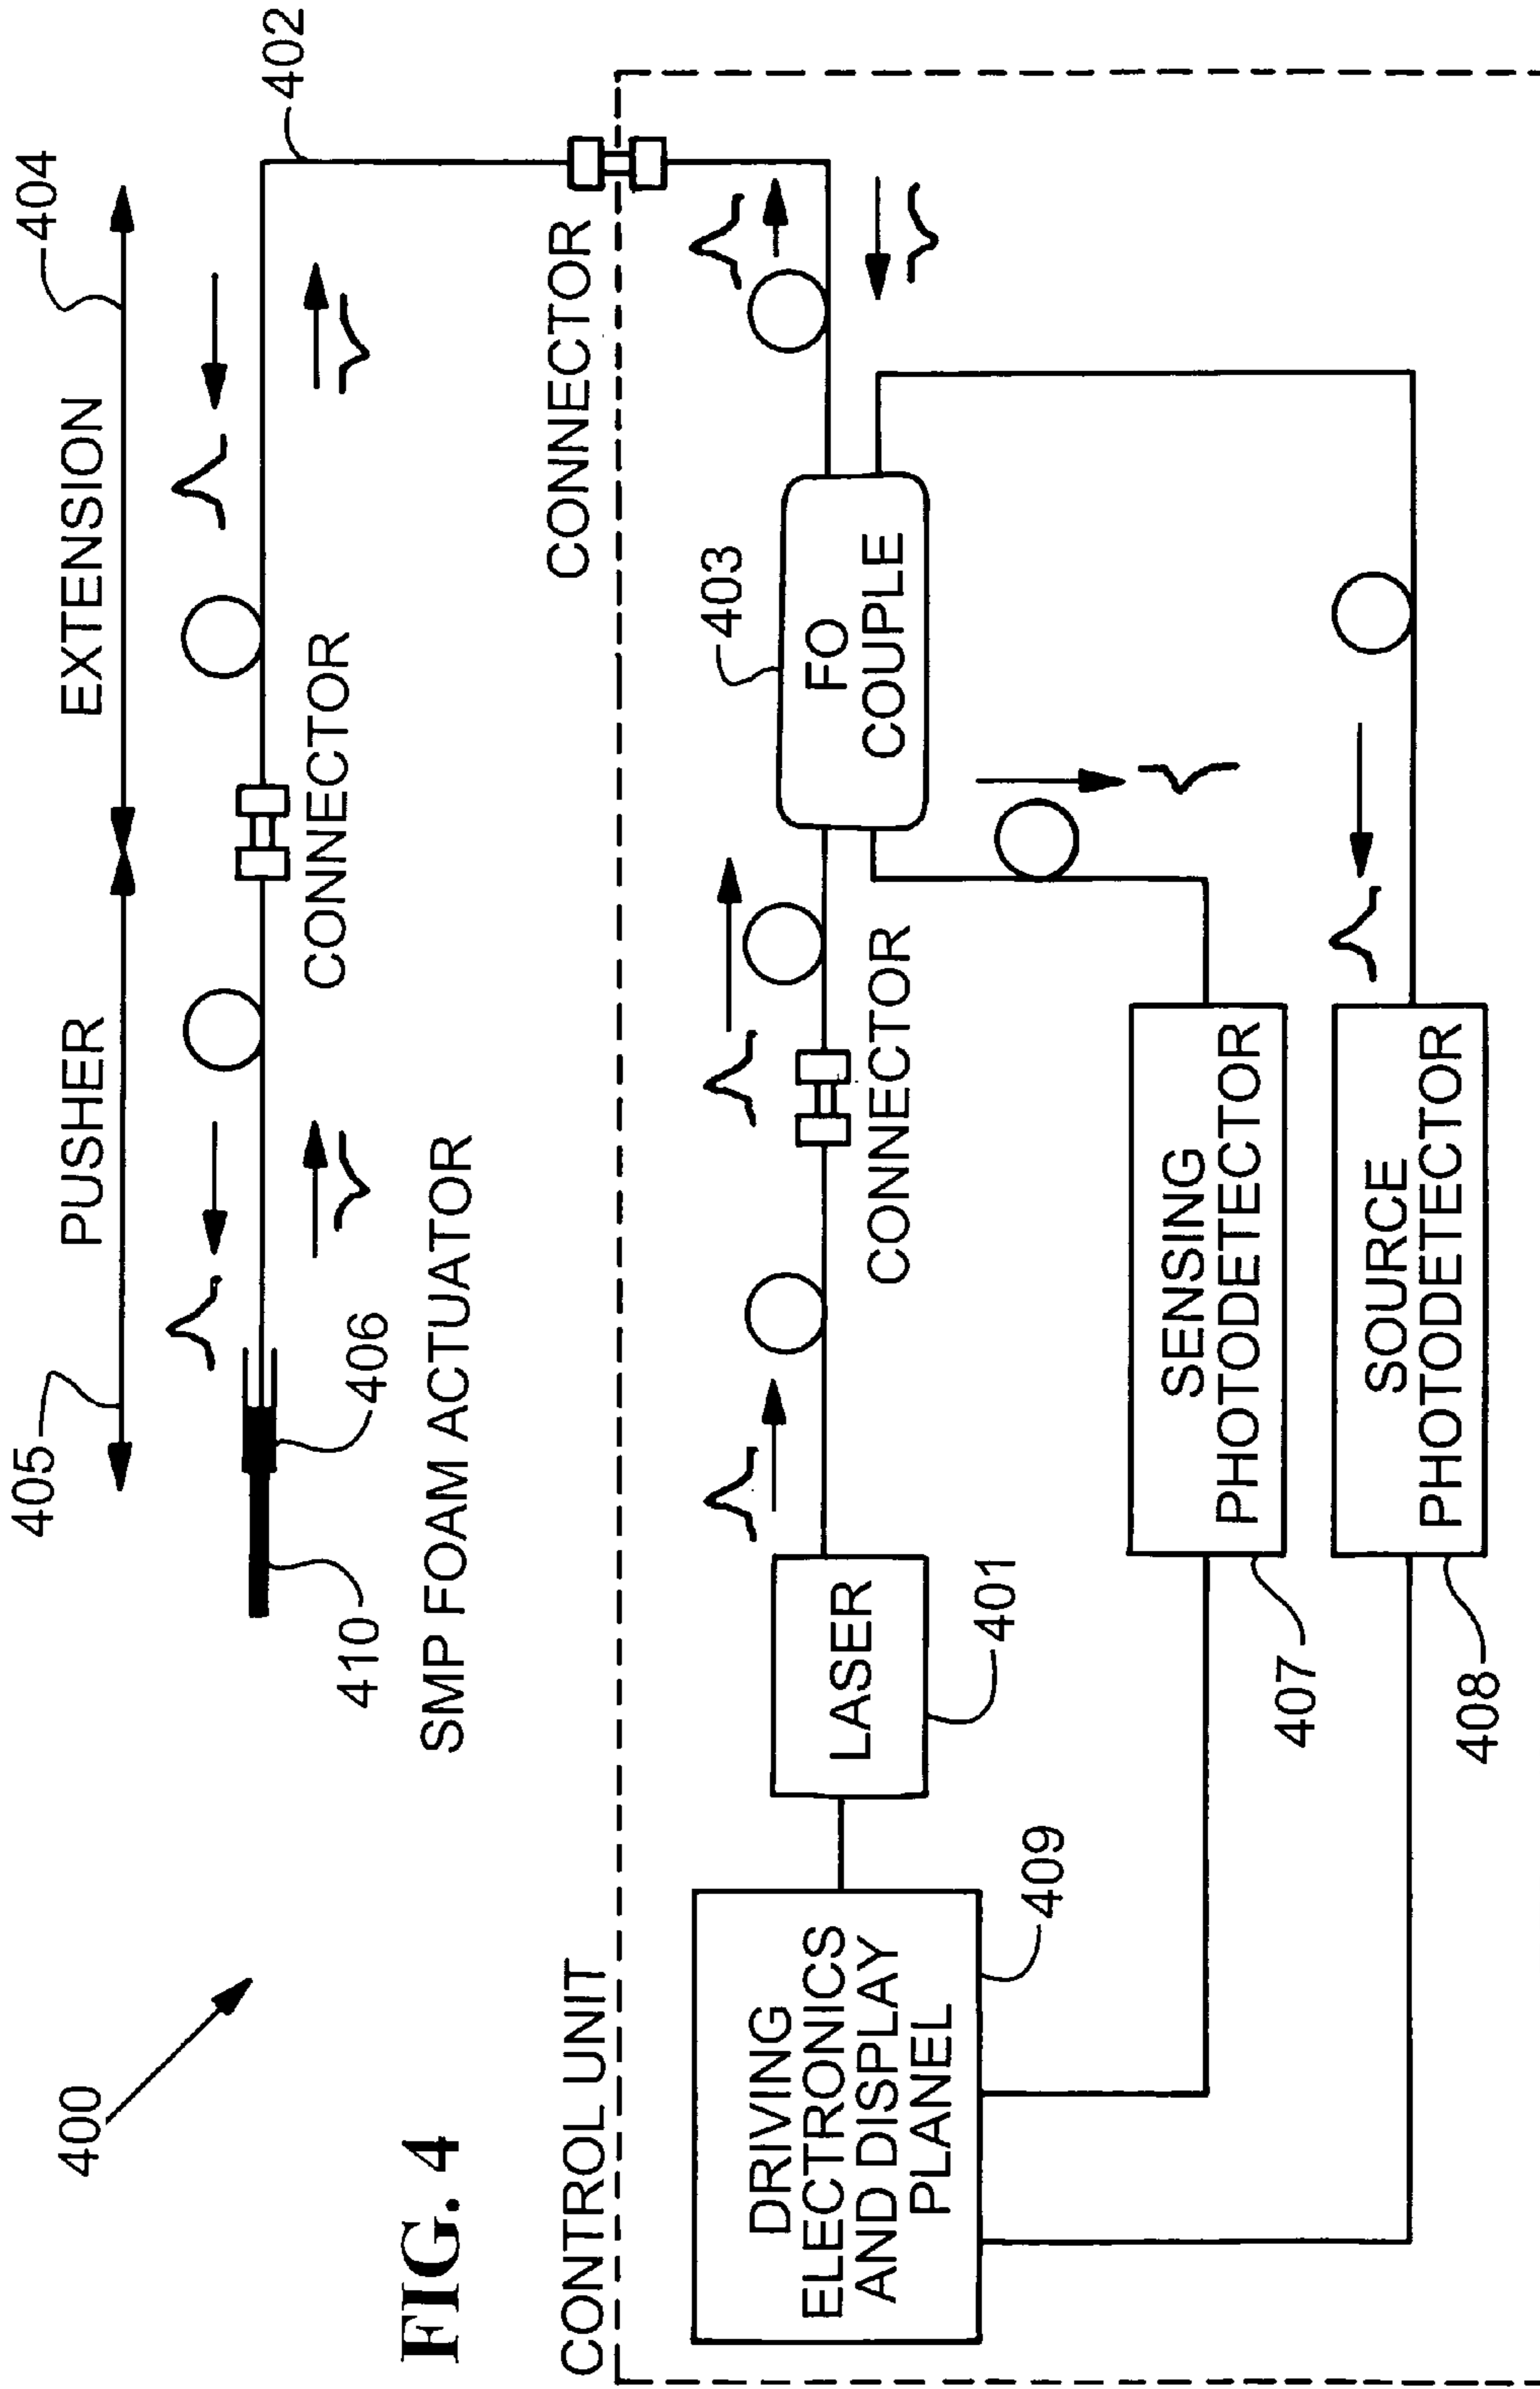 400
FIG. 4
405
PUSHER
EXTENSION
404
402
CONNECTOR
406
410
SMP FOAM ACTUATOR
CONTROL UNIT
CONNECTOR
403
FO
COUPLE
LASER
401
CONNECTOR
DRIVING
ELECTRONICS
AND DISPLAY
PLANEL
409
SENSING
PHOTODETECTOR
407
SOURCE
PHOTODETECTOR
408